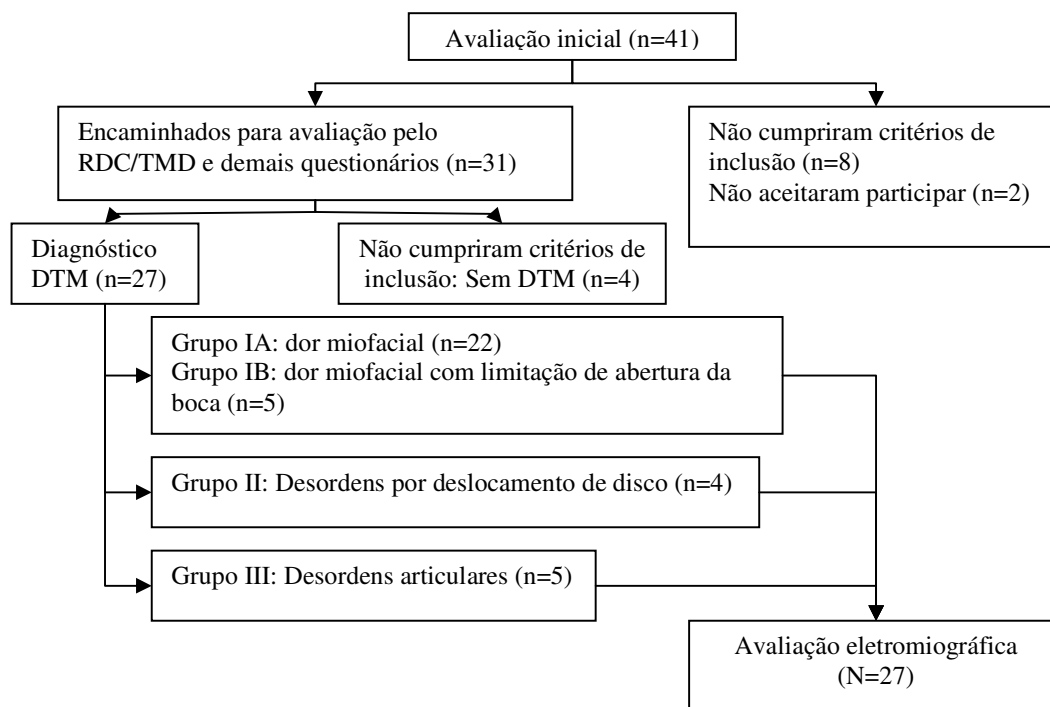 Avaliação inicial (n=41)
Encaminhados para avaliação pelo
RDC/TMD e demais questionários (n=31)
Não cumpriram critérios de
inclusão (n=8)
Não aceitaram participar (n=2)
Diagnóstico
DTM (n=27)
Não cumpriram critérios de
inclusão: Sem DTM (n=4)
Grupo IA: dor miofacial (n=22)
Grupo IB: dor miofacial com limitação de abertura da
boca (n=5)
Grupo II: Desordens por deslocamento de disco (n=4)
Grupo III: Desordens articulares (n=5)
Avaliação eletromiográfica
(N=27)